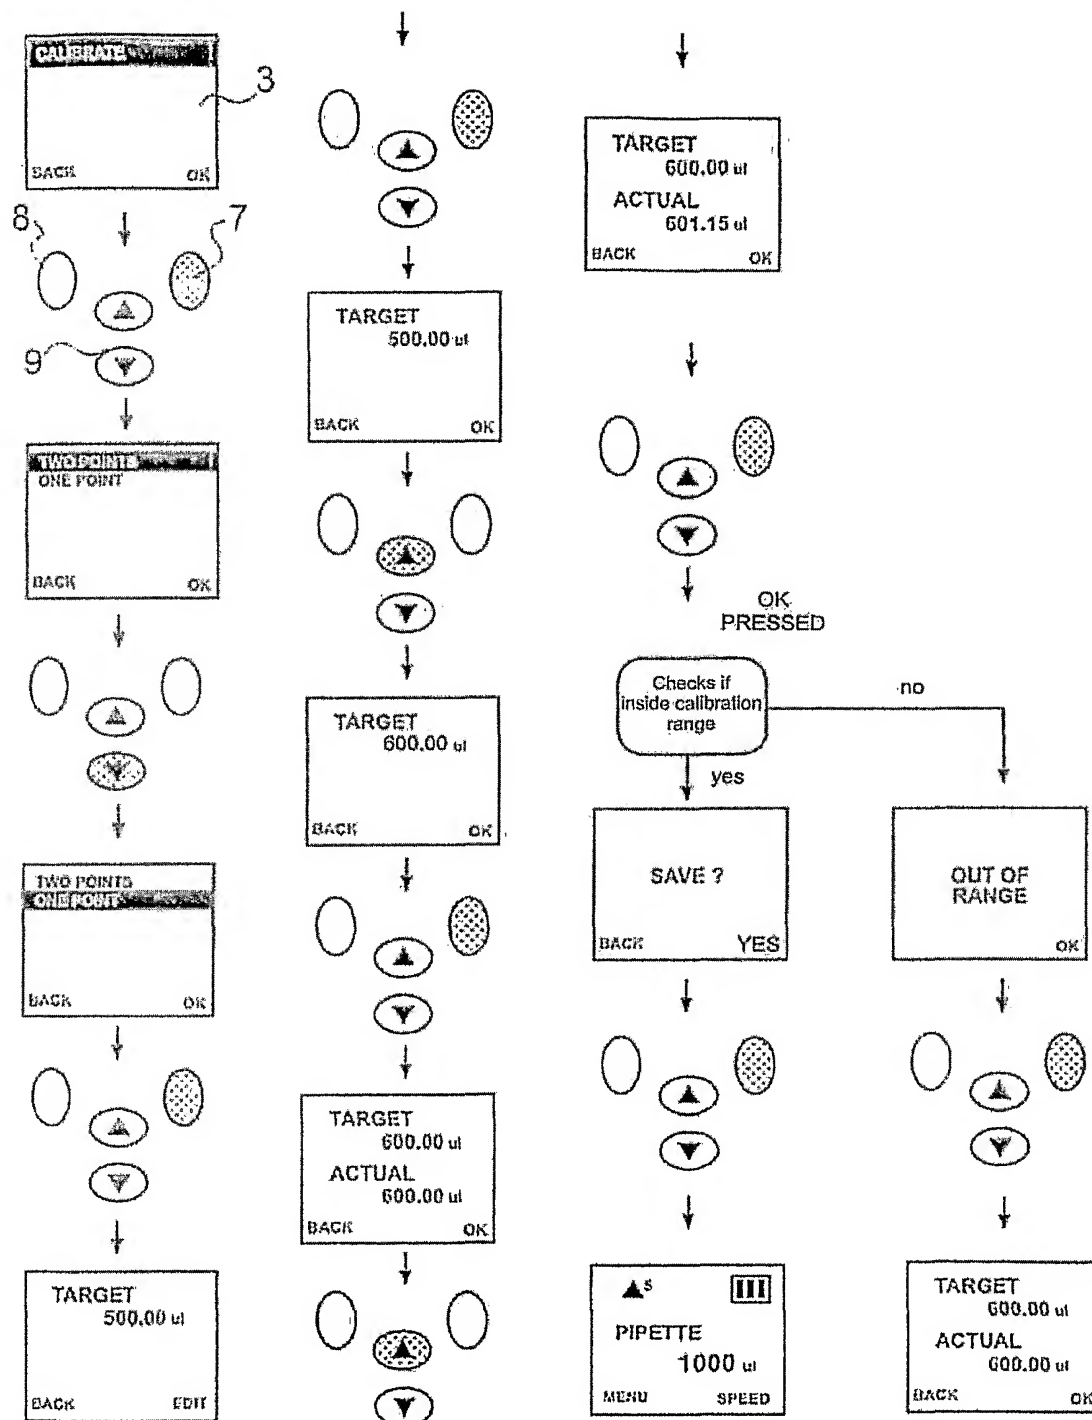 CALIBRATE
3
BACK OK
8
7
9
TWO POINTS
ONE POINT
BACK OK
TWO POINTS
ONE POINT
BACK OK
TARGET
500.00 ul
BACK EDIT
TARGET
500.00 ul
BACK OK
TARGET
600.00 ul
BACK OK
TARGET
600.00 ul
ACTUAL
600.00 ul
BACK OK
TARGET
600.00 ul
ACTUAL
601.15 ul
BACK OK
OK
PRESSED
Checks if
inside calibration
range
no
yes
SAVE ?
BACK YES
OUT OF
RANGE
OK
S
PIPETTE
1000 ul
MENU SPEED
TARGET
600.00 ul
ACTUAL
600.00 ul
BACK OK